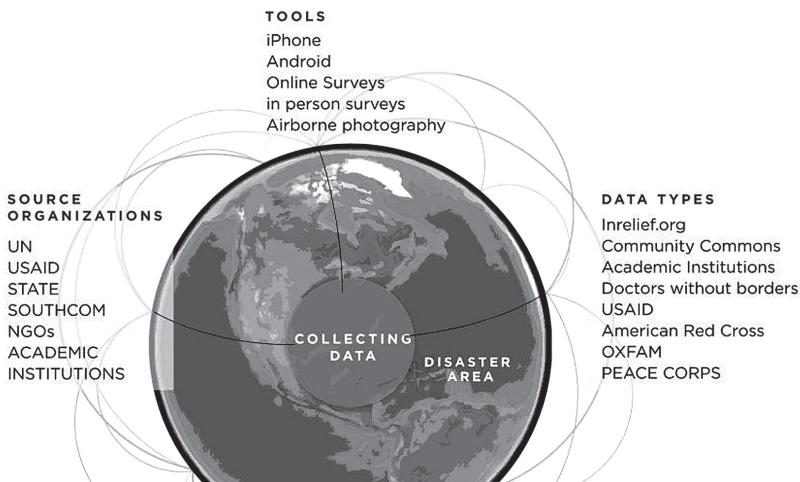 TOOLS
iPhone
Android
Online Surveys
in person surveys
Airborne photography
SOURCE
ORGANIZATIONS
UN
USAID
STATE
SOUTHCOM
NGOs
ACADEMIC
INSTITUTIONS
DATA TYPES
Inrelief.org
Community Commons
Academic Institutions
Doctors without borders
USAID
American Red Cross
OXFAM
PEACE CORPS
COLLECTING
DATA
DISASTER
AREA